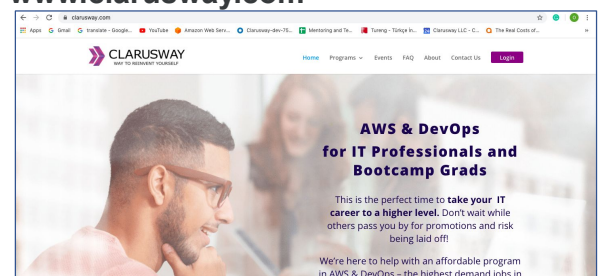 www.clarusway.com
clarusway.com
Apps Gmail G translate - Google... YouTube Amazon Web Servi... Clarusway-dev-75... Mentoring and Te... Tureng - Türkçe İn... Clarusway LLC - C... The Real Costs of... »
CLARUSWAY
WAY TO REINVENT YOURSELF
Home Programs Events FAQ About Contact Us Login
AWS & DevOps
for IT Professionals and
Bootcamp Grads
This is the perfect time to take your IT
career to a higher level. Don't wait while
others pass you by for promotions and risk
being laid off!
We're here to help with an affordable program
in AWS & DevOps – the highest demand jobs in